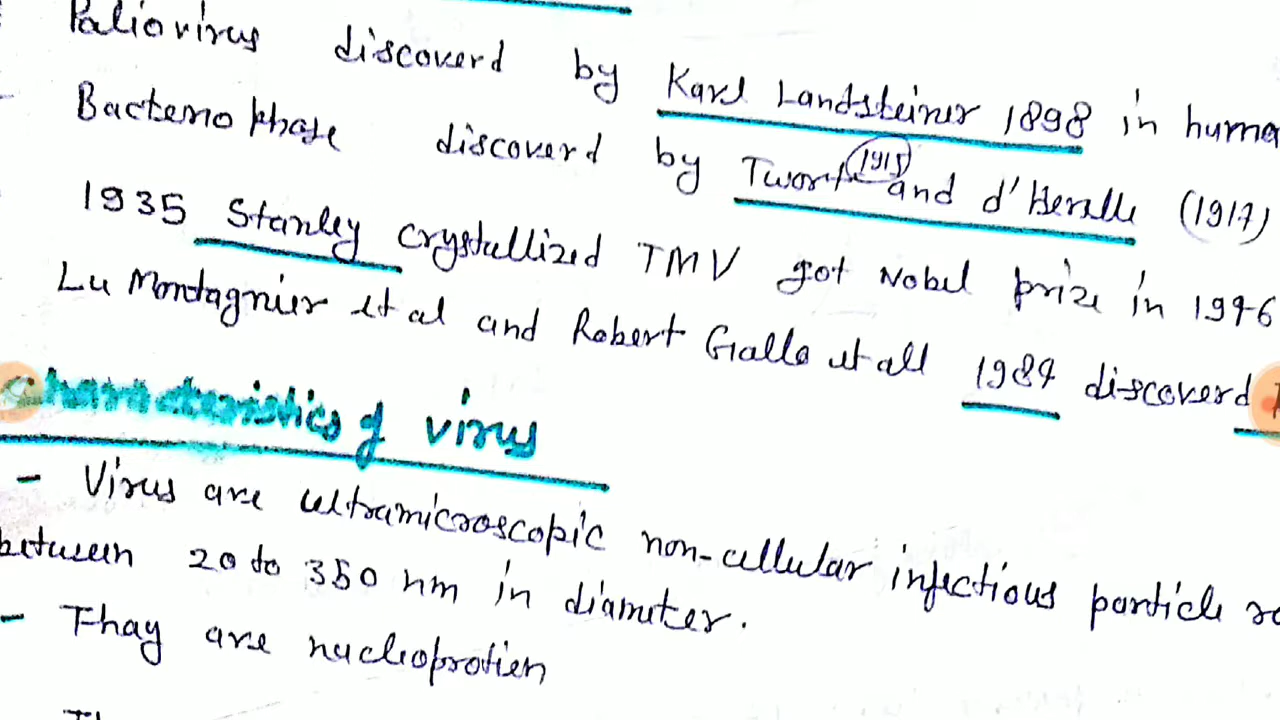 Paliovirus discoverd by Karl Landsteiner 1898 in huma
Bacteriophase discoverd by Twort 1915 and d'Herelle (1917)
1935 Stanley crystallized TMV got Nobel prize in 1946
Lu Montagnier et al and Robert Gallo et all 1984 discoverd
characteristics of virus
- Virus are ultramicroscopic non-cellular infectious particle
between 20 to 350 nm in diameter.
- Thay are nucleoprotien